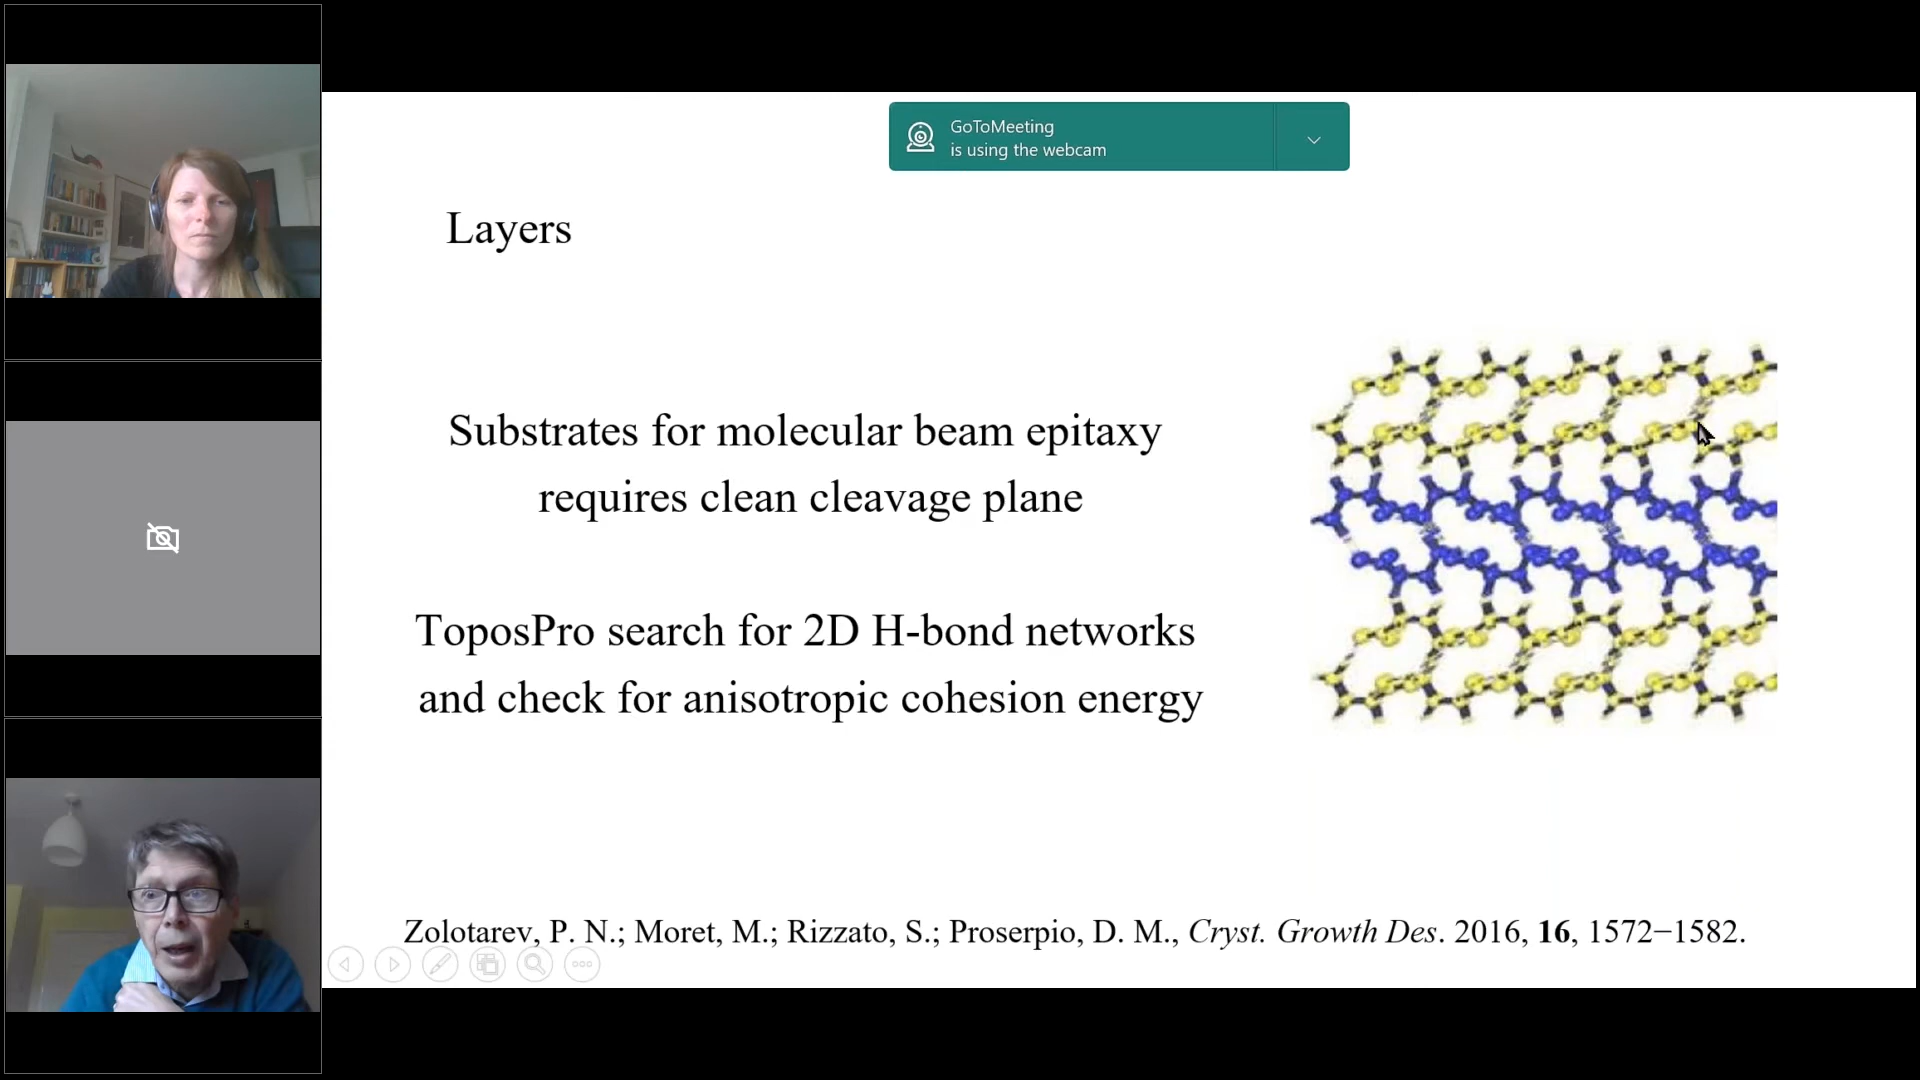 GoToMeeting
is using the webcam
Layers
Substrates for molecular beam epitaxy
requires clean cleavage plane
ToposPro search for 2D H-bond networks
and check for anisotropic cohesion energy
Zolotarev, P. N.; Moret, M.; Rizzato, S.; Proserpio, D. M., Cryst. Growth Des. 2016, 16, 1572−1582.